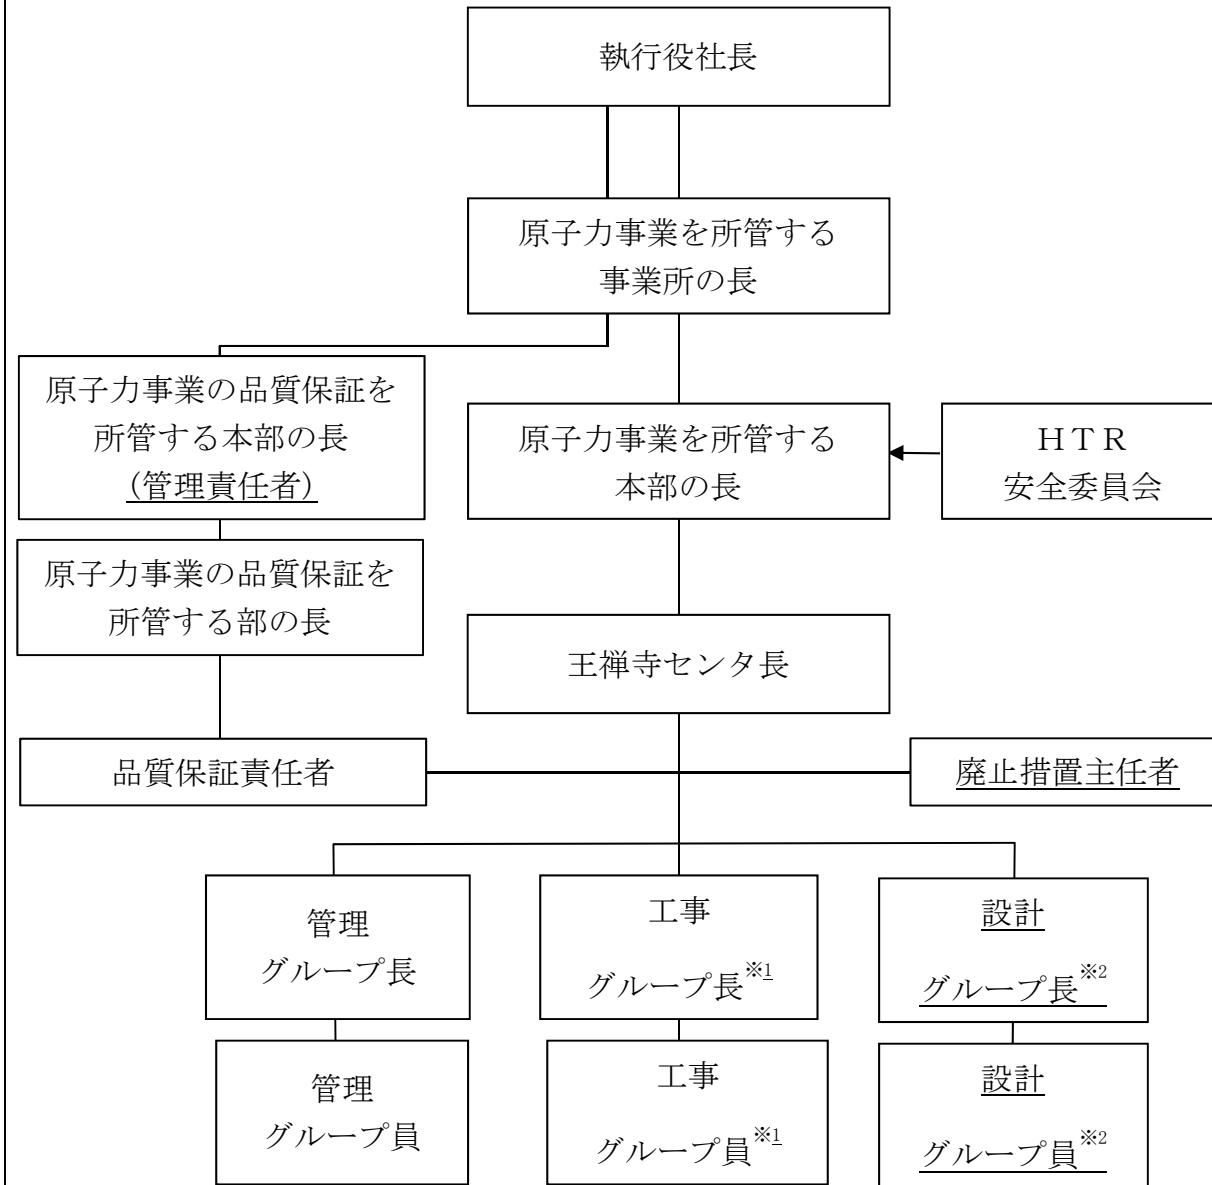 執行役社長
原子力事業を所管する
事業所の長
原子力事業の品質保証を
所管する本部の長
(管理責任者)
原子力事業を所管する
本部の長
ＨＴＲ
安全委員会
原子力事業の品質保証を
所管する部の長
王禅寺センタ長
品質保証責任者
廃止措置主任者
管理
グループ長
工事
グループ長※1
設計
グループ長※2
管理
グループ員
工事
グループ員※1
設計
グループ員※2